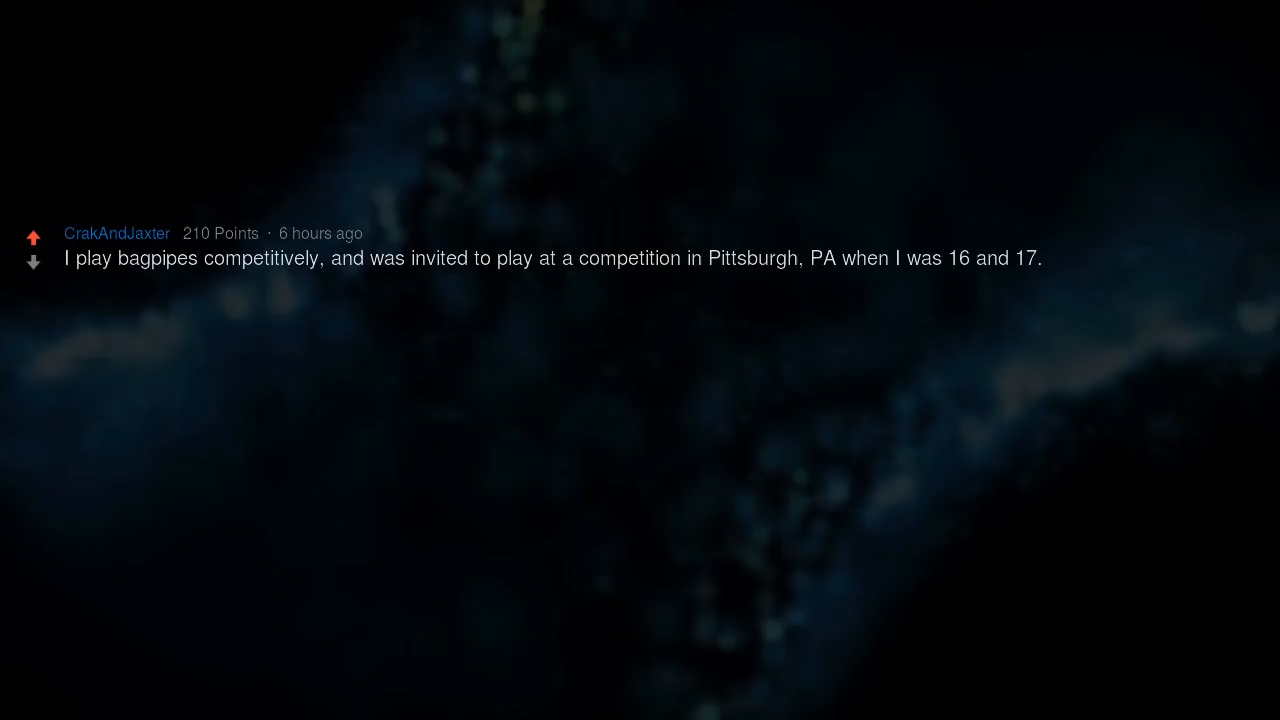 CrakAndJaxter 210 Points · 6 hours ago
I play bagpipes competitively, and was invited to play at a competition in Pittsburgh, PA when I was 16 and 17.